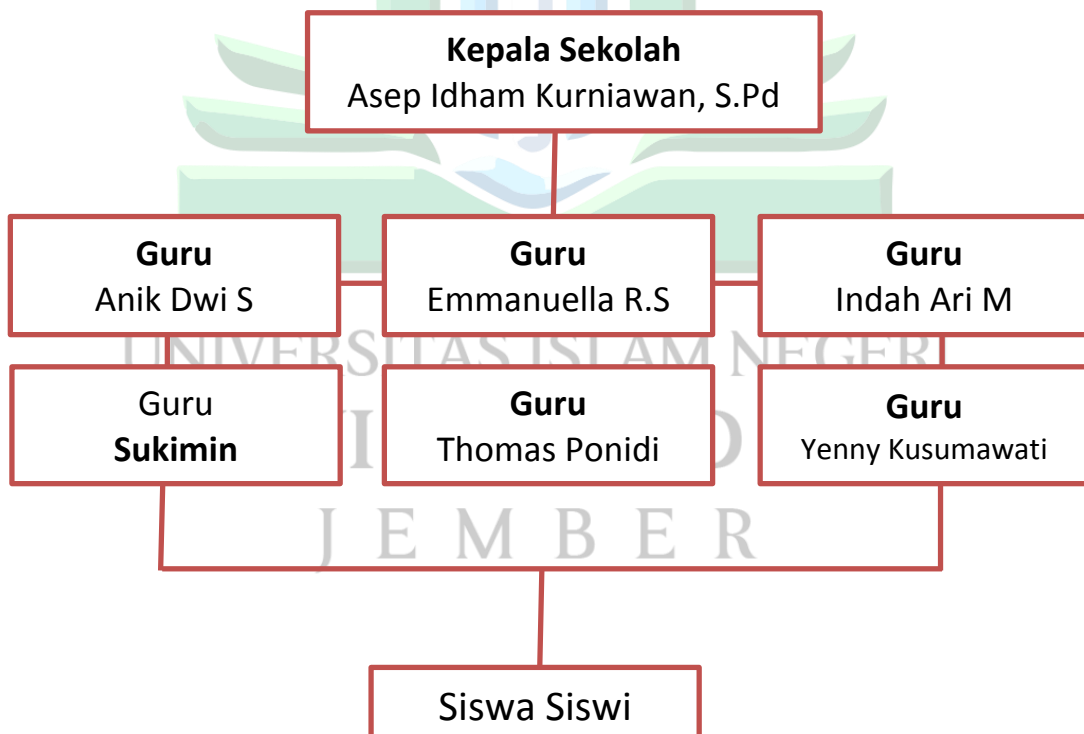 Kepala Sekolah
Asep Idham Kurniawan, S.Pd
Guru
Anik Dwi S
Guru
Emmanuella R.S
Guru
Indah Ari M
UNIVERSITAS ISLAM NEGERI
Guru
Sukimin
Guru
Thomas Ponidi
Guru
Yenny Kusumawati
JEMBER
Siswa Siswi